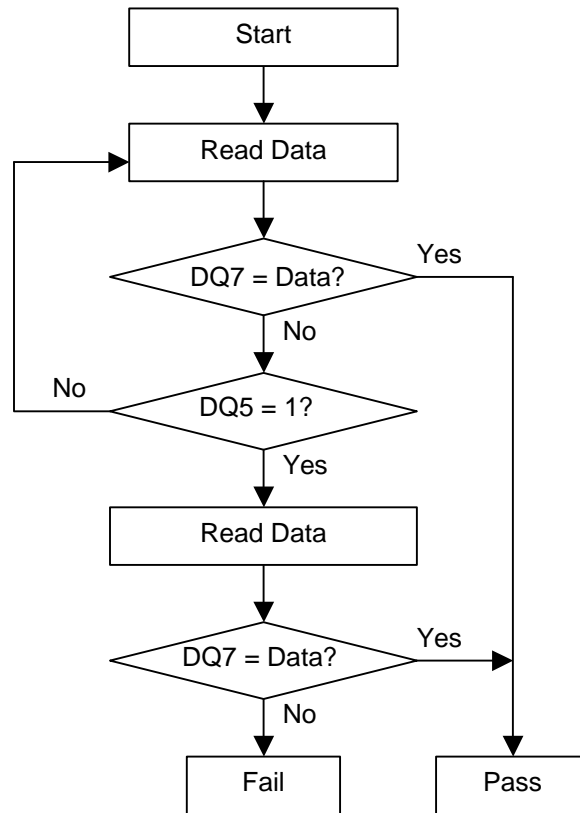 Start
Read Data
Yes
DQ7 = Data?
No
No
DQ5 = 1?
Yes
Read Data
Yes
DQ7 = Data?
No
Fail
Pass